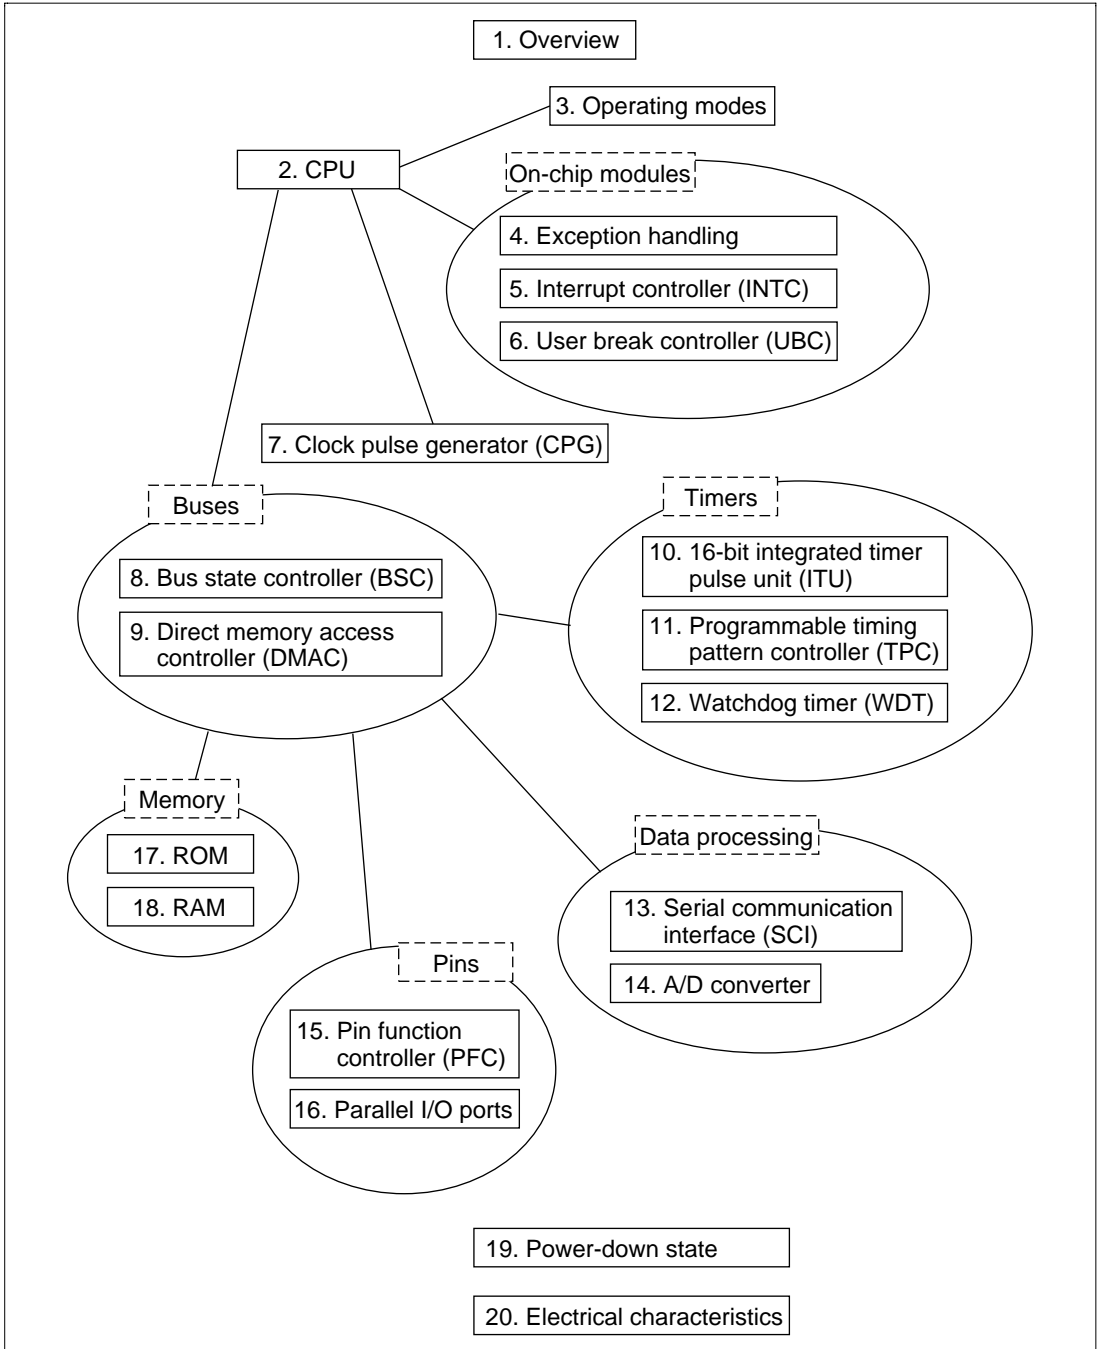 1. Overview
3. Operating modes
2. CPU
On-chip modules
4. Exception handling
5. Interrupt controller (INTC)
6. User break controller (UBC)
7. Clock pulse generator (CPG)
Buses
8. Bus state controller (BSC)
9. Direct memory access
controller (DMAC)
Timers
10. 16-bit integrated timer
pulse unit (ITU)
11. Programmable timing
pattern controller (TPC)
12. Watchdog timer (WDT)
Memory
17. ROM
18. RAM
Data processing
13. Serial communication
interface (SCI)
14. A/D converter
Pins
15. Pin function
controller (PFC)
16. Parallel I/O ports
19. Power-down state
20. Electrical characteristics